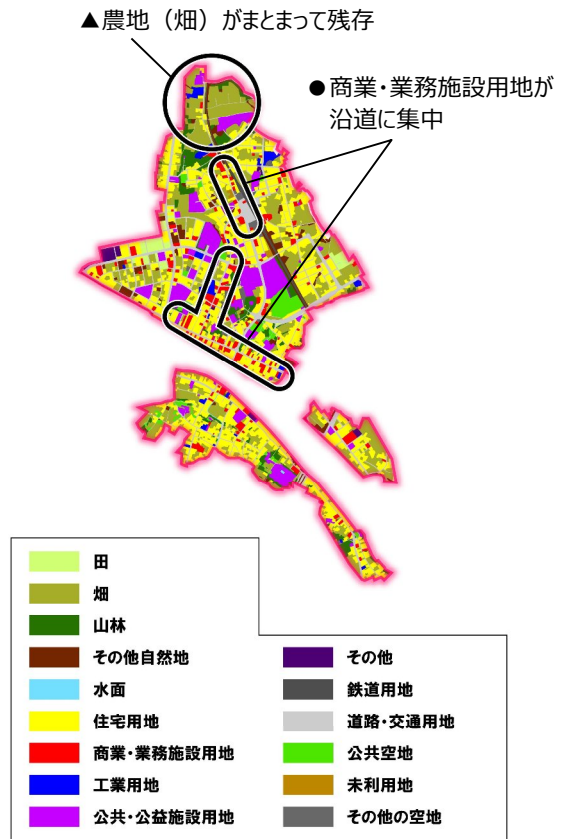 ▲農地（畑）がまとまって残存
●商業・業務施設用地が
沿道に集中
田
畑
山林
その他自然地
水面
住宅用地
商業・業務施設用地
工業用地
公共・公益施設用地
その他
鉄道用地
道路・交通用地
公共空地
未利用地
その他の空地